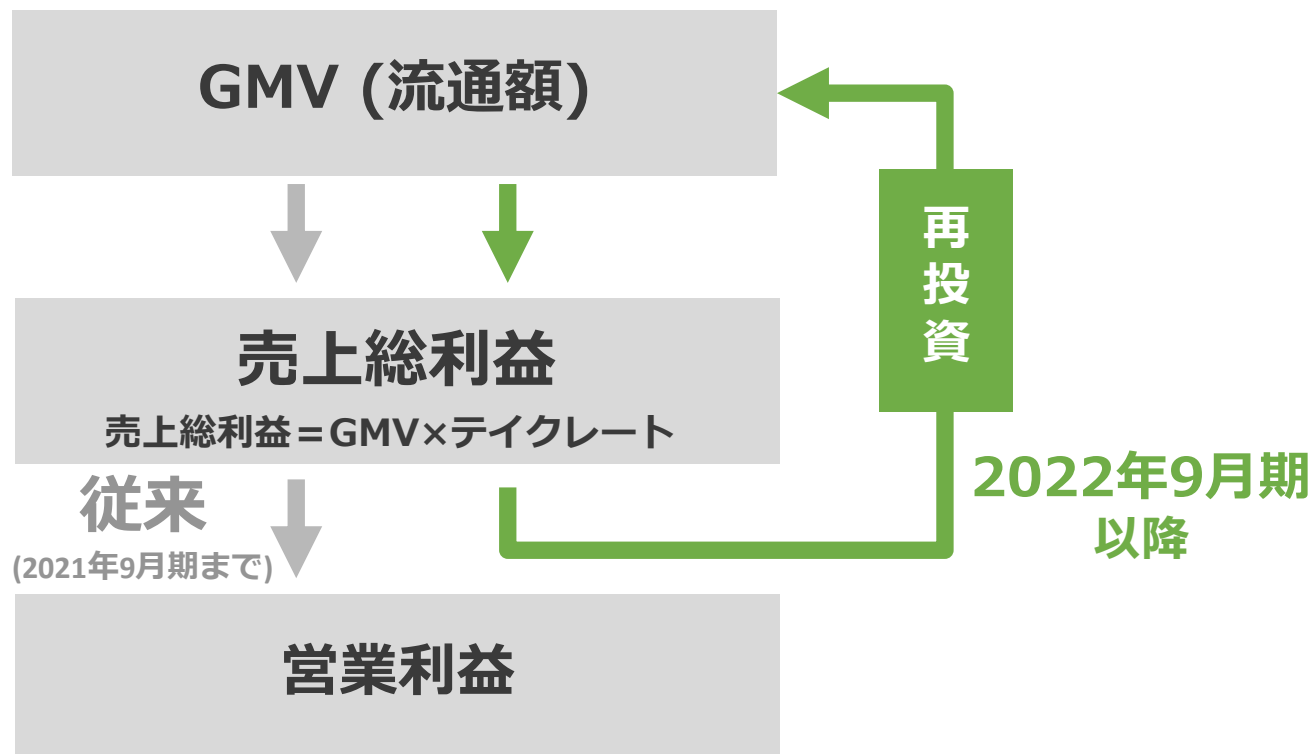 GMV (流通額)
再投資
売上総利益
売上総利益=GMV×テイクレート
従来
(2021年9月期まで)
2022年9月期
以降
営業利益